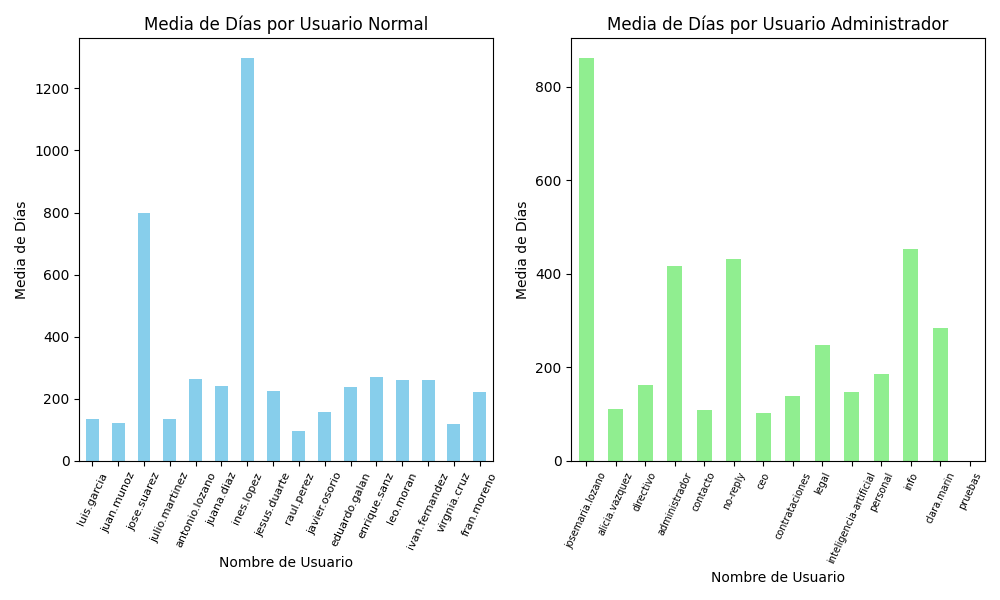 Media de Días por Usuario Normal
Media de Días
1200
1000
800
600
400
200
0
luis.garcia
juan.munoz
jose.suarez
julio.martinez
antonio.lozano
juana.diaz
ines.lopez
jesus.duarte
raul.perez
javier.osorio
eduardo.galan
enrique.sanz
leo.moran
ivan.fernandez
virgnia.cruz
fran.moreno
Nombre de Usuario
Media de Días por Usuario Administrador
Media de Días
800
600
400
200
0
josemaria.lozano
alicia.vazquez
directivo
administrador
contacto
no-reply
ceo
contrataciones
legal
inteligencia-artificial
personal
info
clara.marin
pruebas
Nombre de Usuario